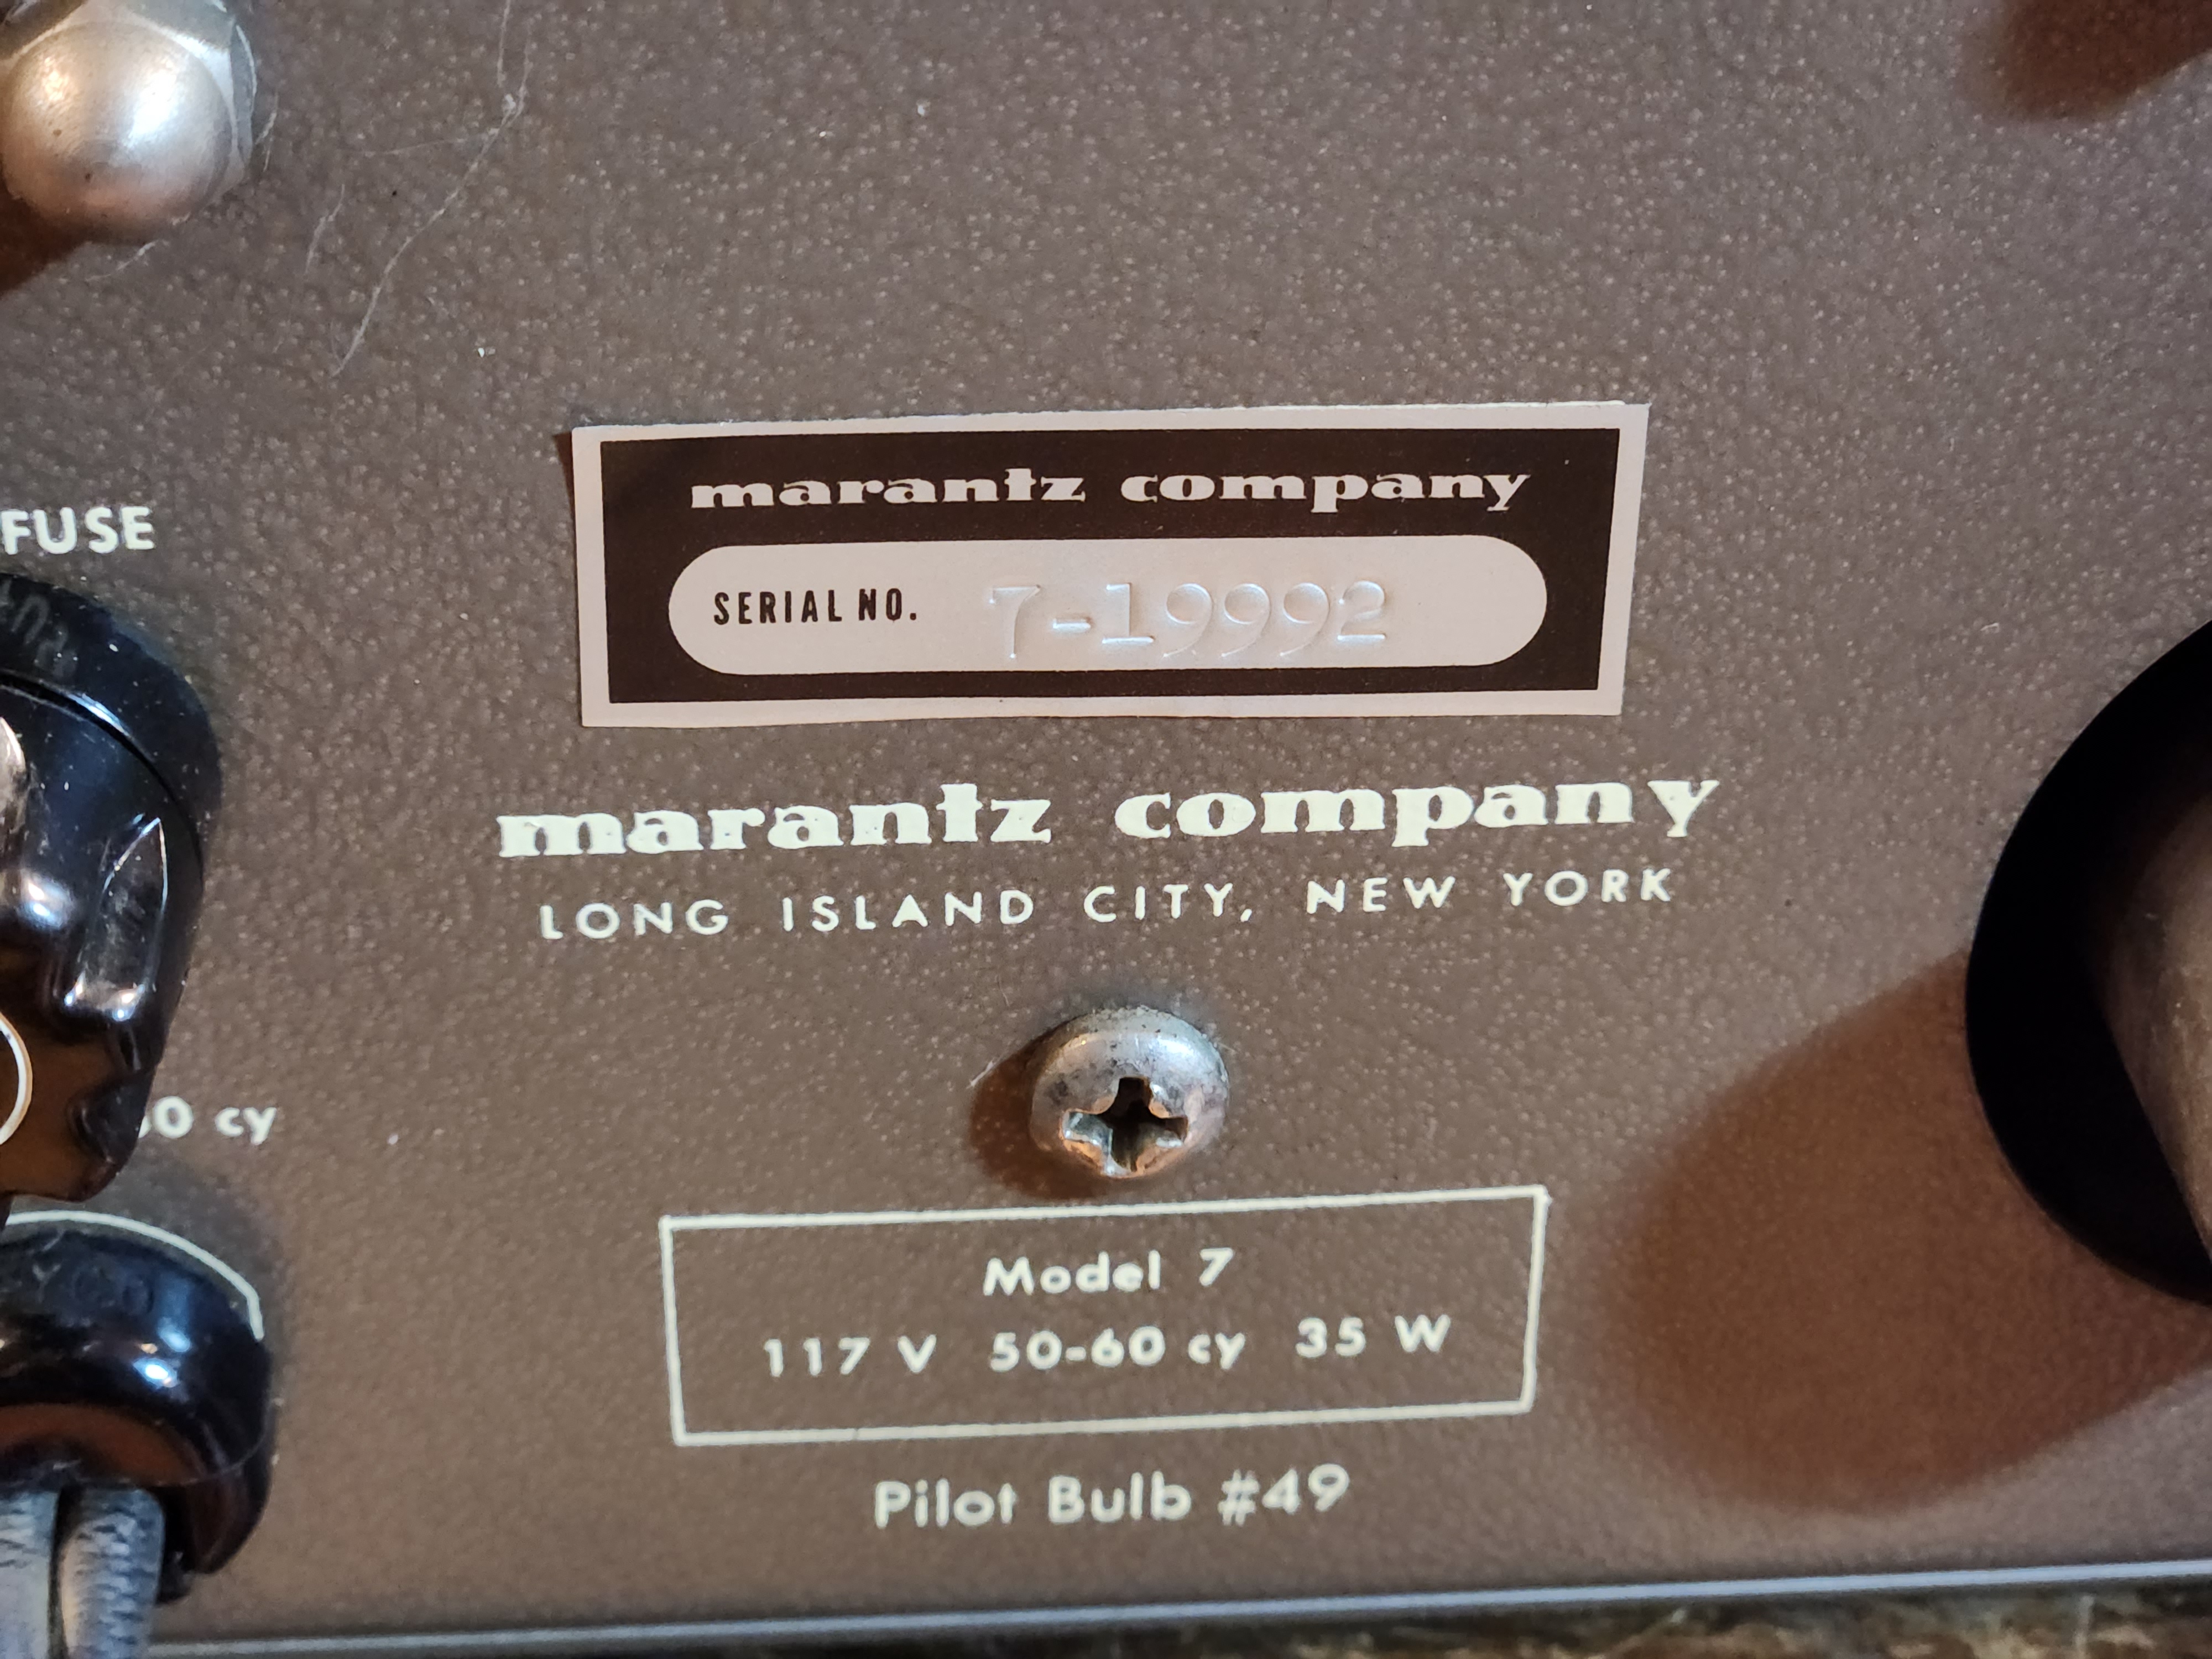 FUSE
marantz company
SERIAL NO. 7-19992
marantz company
LONG ISLAND CITY, NEW YORK
cy
Model 7
117 V 50-60 cy 35 W
Pilot Bulb #49